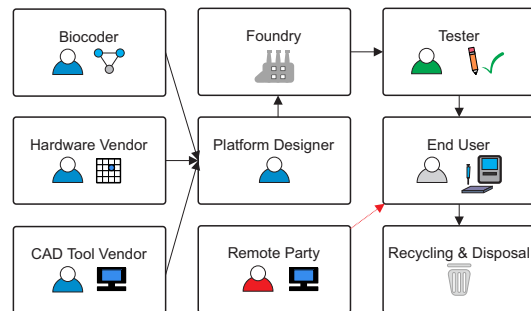 Biocoder
Foundry
Tester
Hardware Vendor
Platform Designer
End User
CAD Tool Vendor
Remote Party
Recycling & Disposal